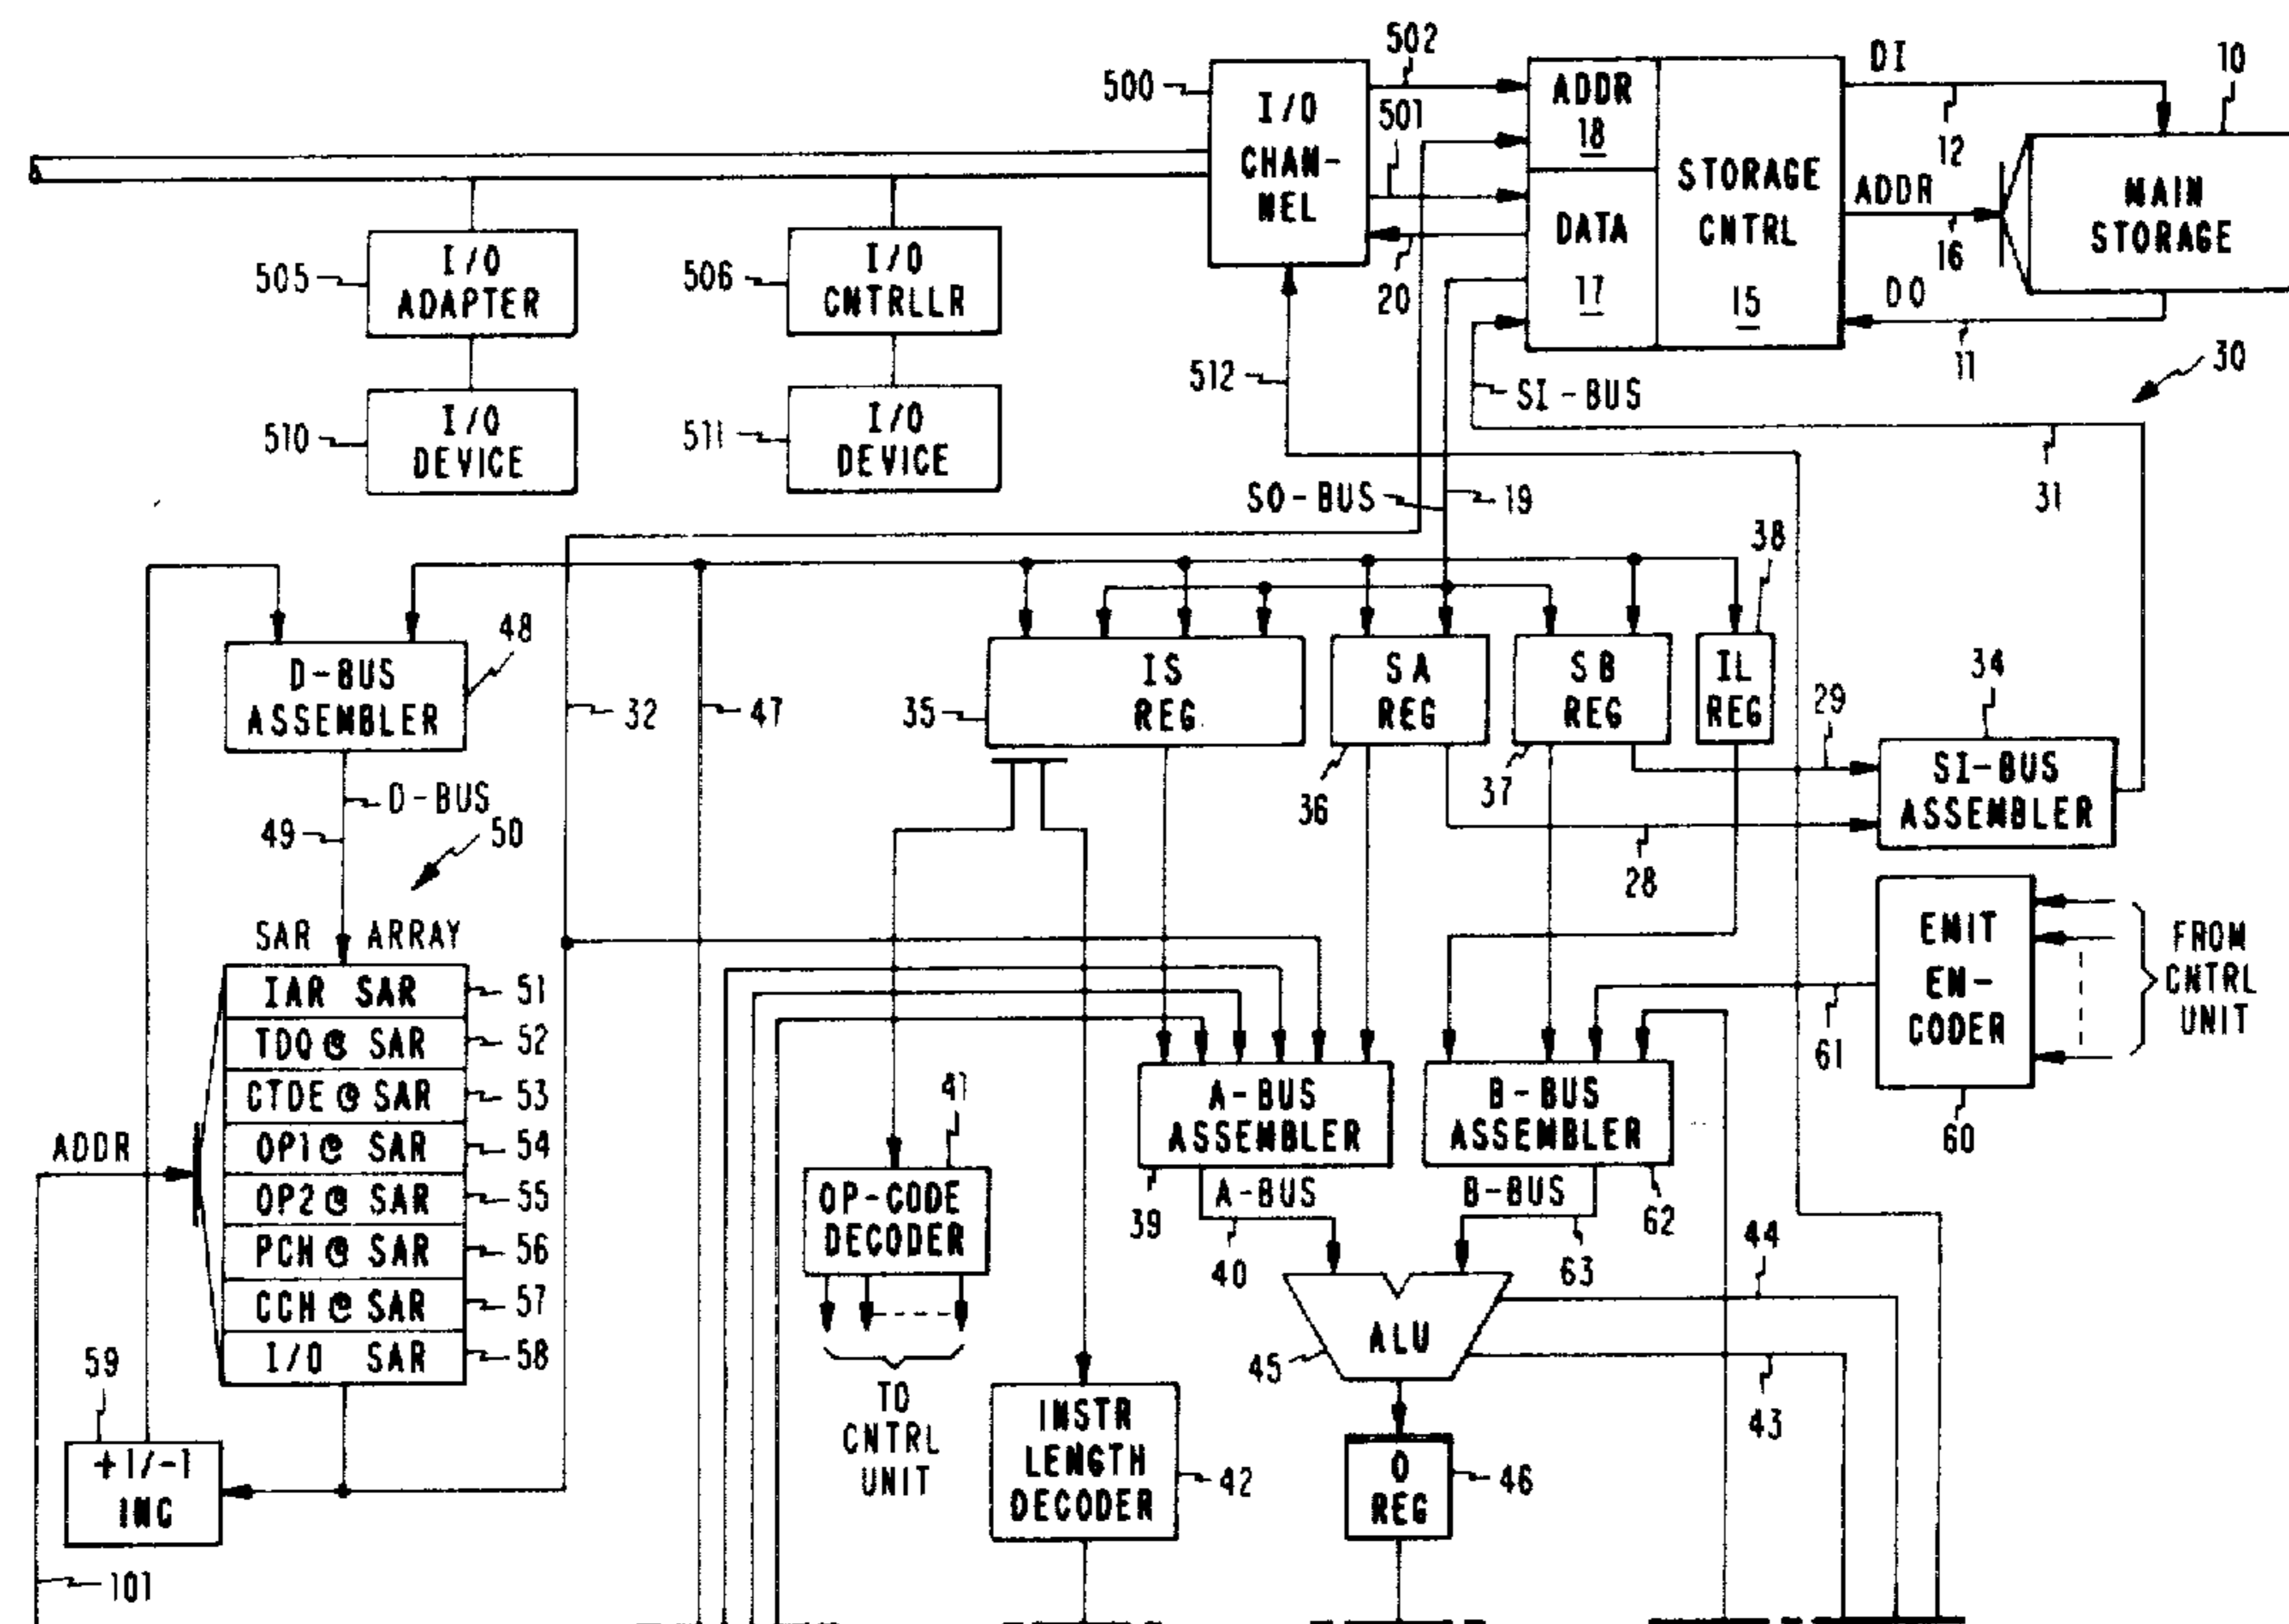 502
DI
10
500
I/O
CHAN-
NEL
501
ADDR
18
STORAGE
CNTRL
15
12
ADDR
MAIN
STORAGE
DATA
17
16
20
DO
11
30
505
I/O
ADAPTER
506
I/O
CNTRLLR
512
SI-BUS
510
I/O
DEVICE
511
I/O
DEVICE
SO-BUS
19
31
38
48
D-BUS
ASSEMBLER
32
47
35
IS
REG
SA
REG
SB
REG
IL
REG
29
34
SI-BUS
ASSEMBLER
36
37
28
D-BUS
49
50
SAR ARRAY
IAR SAR
51
TDQ@ SAR
52
CTDE@ SAR
53
OP1@ SAR
54
OP2@ SAR
55
PCH@ SAR
56
CCH@ SAR
57
I/O SAR
58
ADDR
EMIT
EN-
CODER
FROM
CNTRL
UNIT
61
60
41
A-BUS
ASSEMBLER
B-BUS
ASSEMBLER
OP-CODE
DECODER
39
A-BUS
40
B-BUS
63
62
44
ALU
45
43
TO
CNTRL
UNIT
59
+1/-1
INC
INSTR
LENGTH
DECODER
42
O
REG
46
101